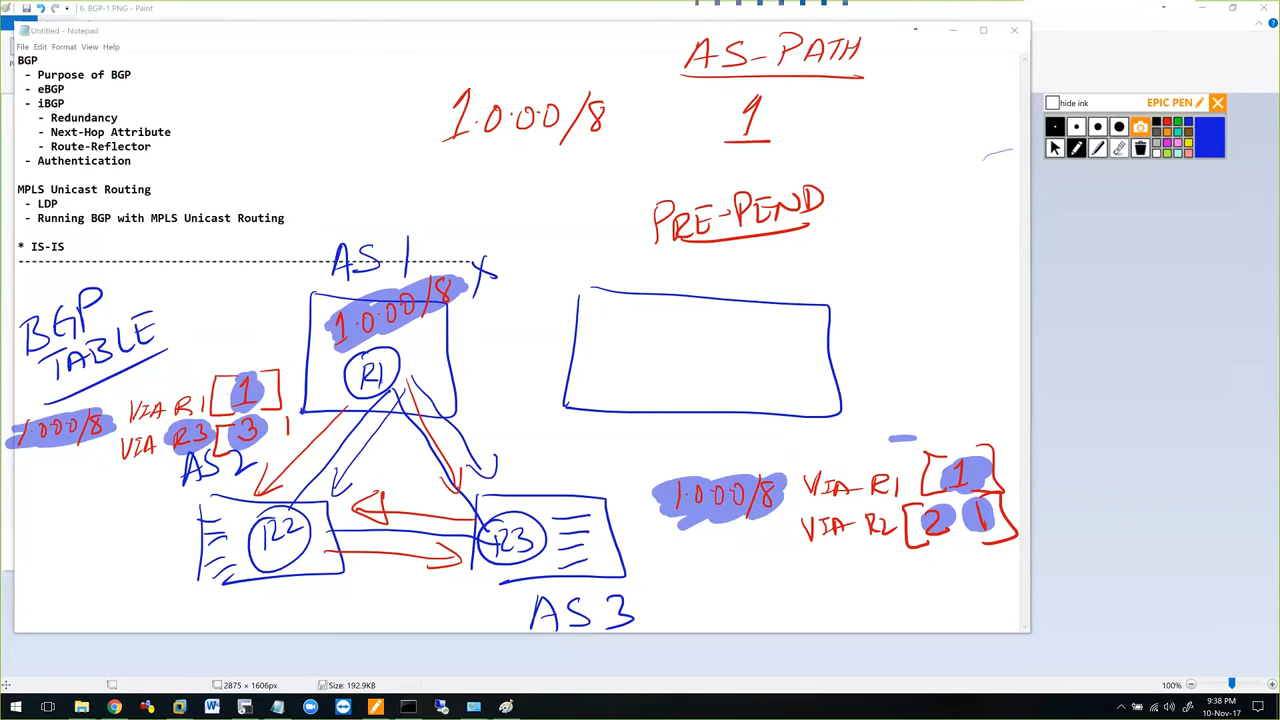 6. BGP-1.PNG - Paint
Untitled - Notepad
File Edit Format View Help
BGP
- Purpose of BGP
- eBGP
- iBGP
- Redundancy
- Next-Hop Attribute
- Route-Reflector
- Authentication
MPLS Unicast Routing
- LDP
- Running BGP with MPLS Unicast Routing
* IS-IS
AS-PATH
1.0.0.0/8 1
PRE-PEND
hide ink EPIC PEN
AS 1
1.0.0.0/8
R1
BGP
TABLE
1.0.0.0/8 VIA R1 [1]
VIA R3 [3 1
AS 2
R2
R3
AS 3
1.0.0.0/8 VIA R1 [1]
VIA R2 [2 1]
2875 × 1606px Size: 192.9KB 100%
9:38 PM
10-Nov-17